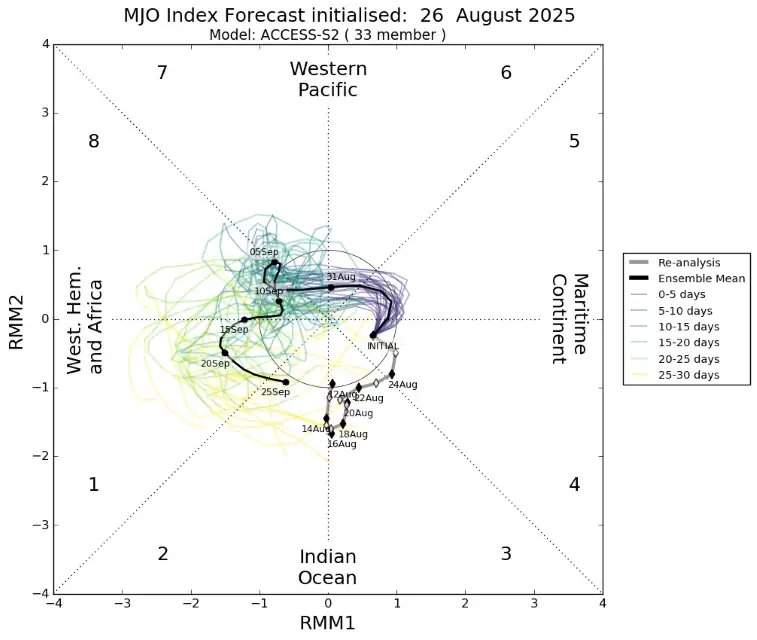 MJO Index Forecast initialised:  26  August 2025
Model: ACCESS-S2 ( 33 member )
4
3
2
1
0
−1
−2
−3
−4
−4
−3
−2
−1
0
1
2
3
4
RMM2
RMM1
7
Western
Pacific
6
8
5
West. Hem.
and Africa
Maritime
Continent
1
4
2
Indian
Ocean
3
05Sep
31Aug
10Sep
15Sep
INITIAL
20Sep
25Sep
24Aug
12Aug
22Aug
20Aug
14Aug
18Aug
16Aug
Re-analysis
Ensemble Mean
0-5 days
5-10 days
10-15 days
15-20 days
20-25 days
25-30 days